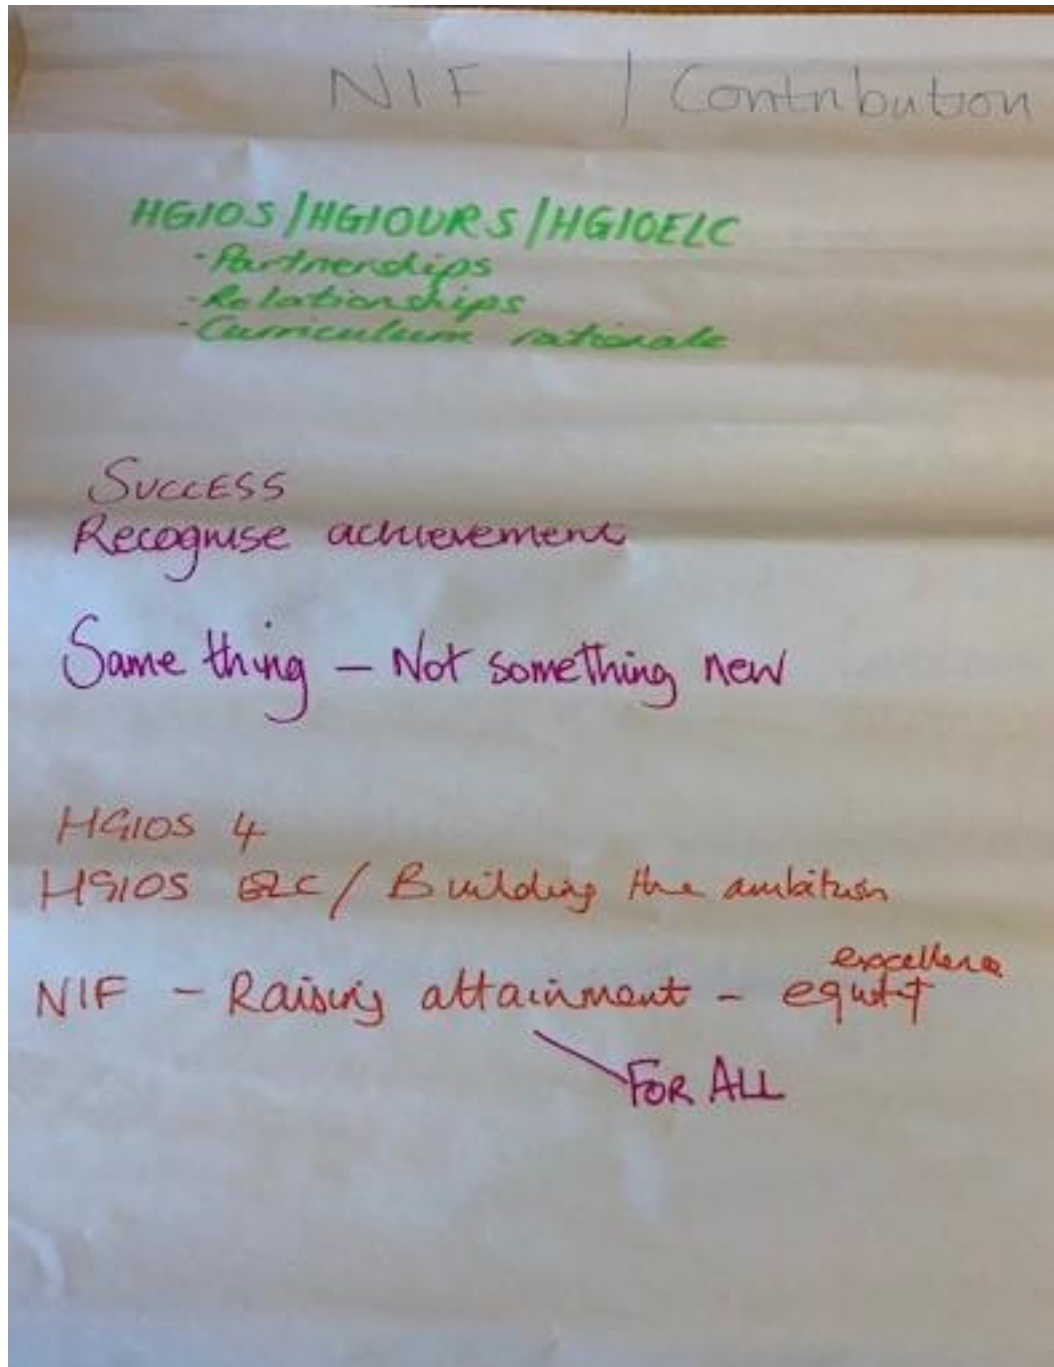 NIF / Contribution
HGIOS/HGIOURS/HGIOELC
· Partnerships
· Relationships
· Curriculum rationale
SUCCESS
Recognise achievement
Same thing – Not something new
HGIOS 4
HGIOS ELC / Building the ambition
excellence
NIF – Raising attainment – equity
FOR ALL